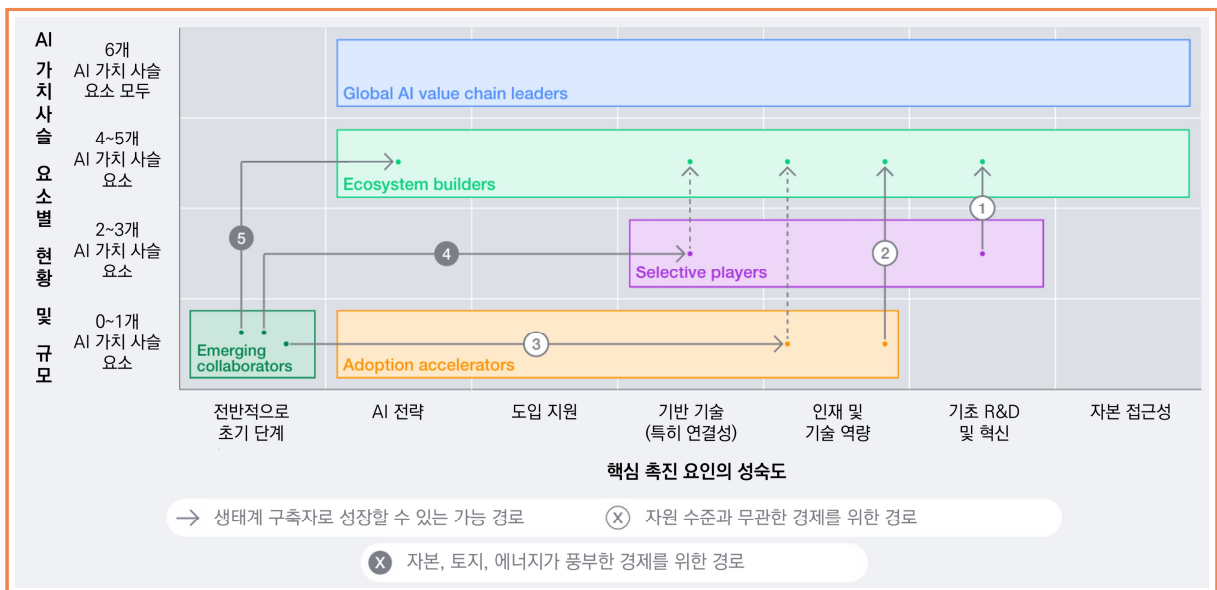 AI 가치사슬 요소별 현황 및 규모
6개
AI 가치 사슬
요소 모두
Global AI value chain leaders
4~5개
AI 가치 사슬
요소
Ecosystem builders
5
1
2~3개
AI 가치 사슬
요소
4
2
Selective players
0~1개
AI 가치 사슬
요소
Emerging
collaborators
3
Adoption accelerators
전반적으로
초기 단계
AI 전략
도입 지원
기반 기술
(특히 연결성)
인재 및
기술 역량
기초 R&D
및 혁신
자본 접근성
핵심 촉진 요인의 성숙도
생태계 구축자로 성장할 수 있는 가능 경로
X 자원 수준과 무관한 경제를 위한 경로
X 자본, 토지, 에너지가 풍부한 경제를 위한 경로